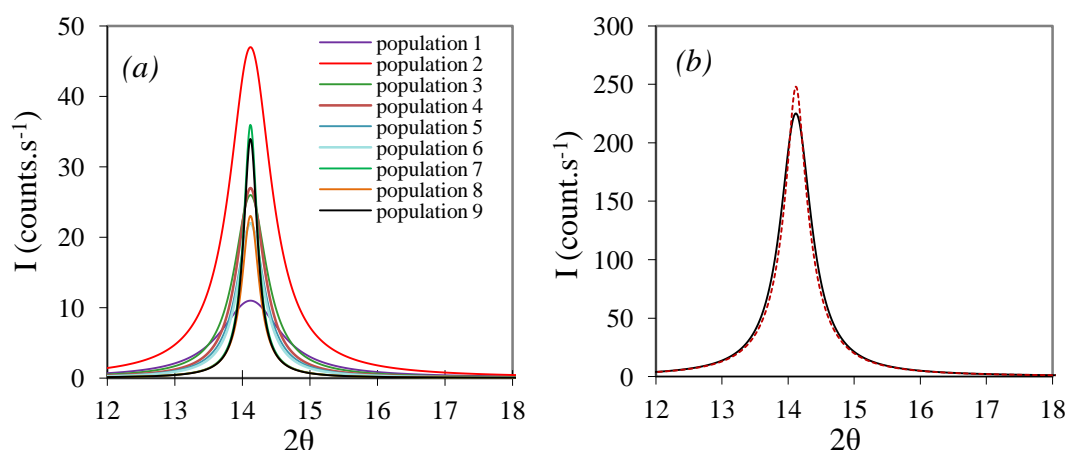 (a)
population 1
population 2
population 3
population 4
population 5
population 6
population 7
population 8
population 9
I (counts.s-1)
50
40
30
20
10
0
12 13 14 15 16 17 18
2θ
(b)
I (count.s-1)
300
250
200
150
100
50
0
12 13 14 15 16 17 18
2θ